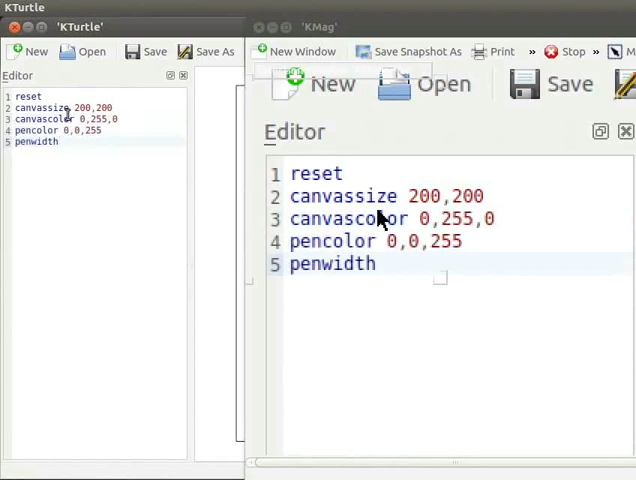 KTurtle
'KTurtle'
'KMag'
New Open Save Save As
New Window Save Snapshot As Print » Stop »
Editor
1 reset
2 canvassize 200,200
3 canvascolor 0,255,0
4 pencolor 0,0,255
5 penwidth
New Open Save
Editor
1 reset
2 canvassize 200,200
3 canvascolor 0,255,0
4 pencolor 0,0,255
5 penwidth